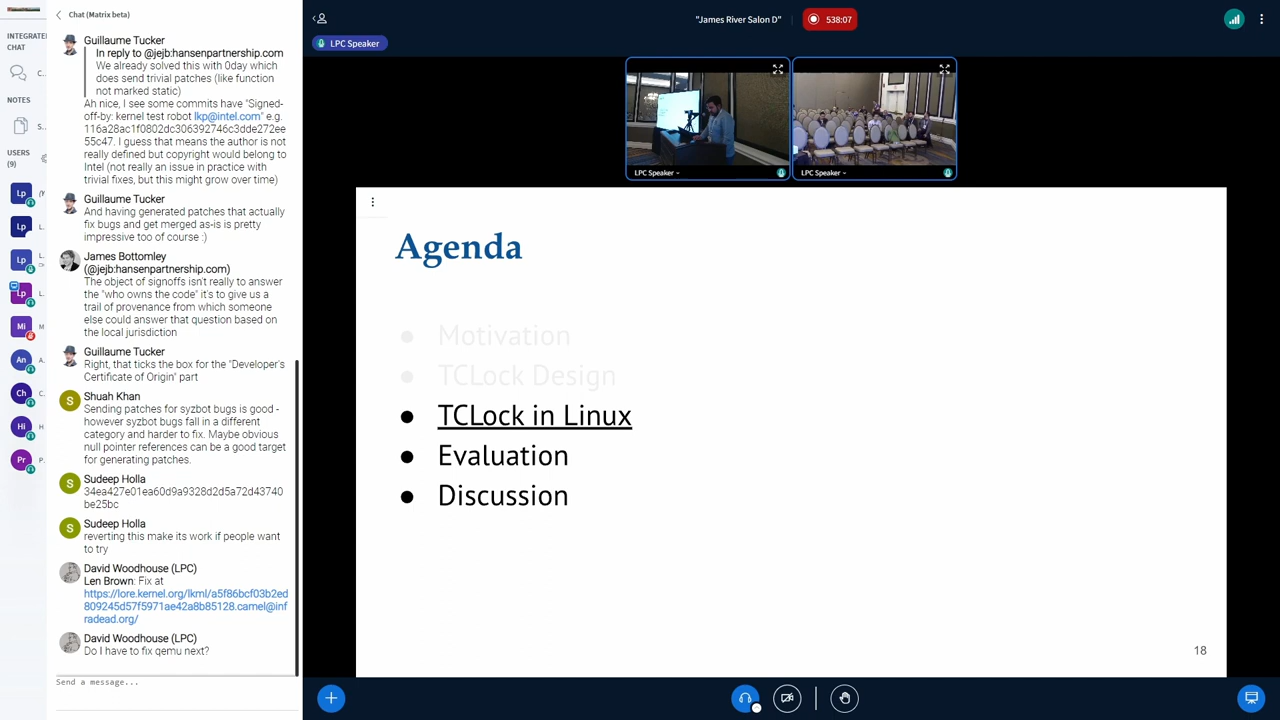 INTEGRATE
CHAT
C..
NOTES
S..
USERS
(9)
Lp
(M
L.
Lp
L.
Lp
Lp
L.
Mi
M
An
A.
Ch
C.
Hi
H
Pr
P.
Chat (Matrix beta)
Guillaume Tucker
In reply to @jejb:hansenpartnership.com
We already solved this with 0day which
does send trivial patches (like function
not marked static)
Ah nice, I see some commits have "Signed-
off-by: kernel test robot lkp@intel.com" e.g.
116a28ac1f0802dc306392746c3dde272ee
55c47. I guess that means the author is not
really defined but copyright would belong to
Intel (not really an issue in practice with
trivial fixes, but this might grow over time)
Guillaume Tucker
And having generated patches that actually
fix bugs and get merged as-is is pretty
impressive too of course :)
James Bottomley
(@jejb:hansenpartnership.com)
The object of signoffs isn't really to answer
the "who owns the code" it's to give us a
trail of provenance from which someone
else could answer that question based on
the local jurisdiction
Guillaume Tucker
Right, that ticks the box for the "Developer's
Certificate of Origin" part
S
Shuah Khan
Sending patches for syzbot bugs is good -
however syzbot bugs fall in a different
category and harder to fix. Maybe obvious
null pointer references can be a good target
for generating patches.
S
Sudeep Holla
34ea427e01ea60d9a9328d2d5a72d43740
be25bc
S
Sudeep Holla
reverting this make its work if people want
to try
David Woodhouse (LPC)
Len Brown: Fix at
https://lore.kernel.org/lkml/a5f86bcf03b2ed
809245d57f5971ae42a8b85128.camel@inf
radead.org/
David Woodhouse (LPC)
Do I have to fix qemu next?
Send a message...
"James River Salon D"
538:07
LPC Speaker
LPC Speaker
LPC Speaker
Agenda
Motivation
TCLock Design
TCLock in Linux
Evaluation
Discussion
18